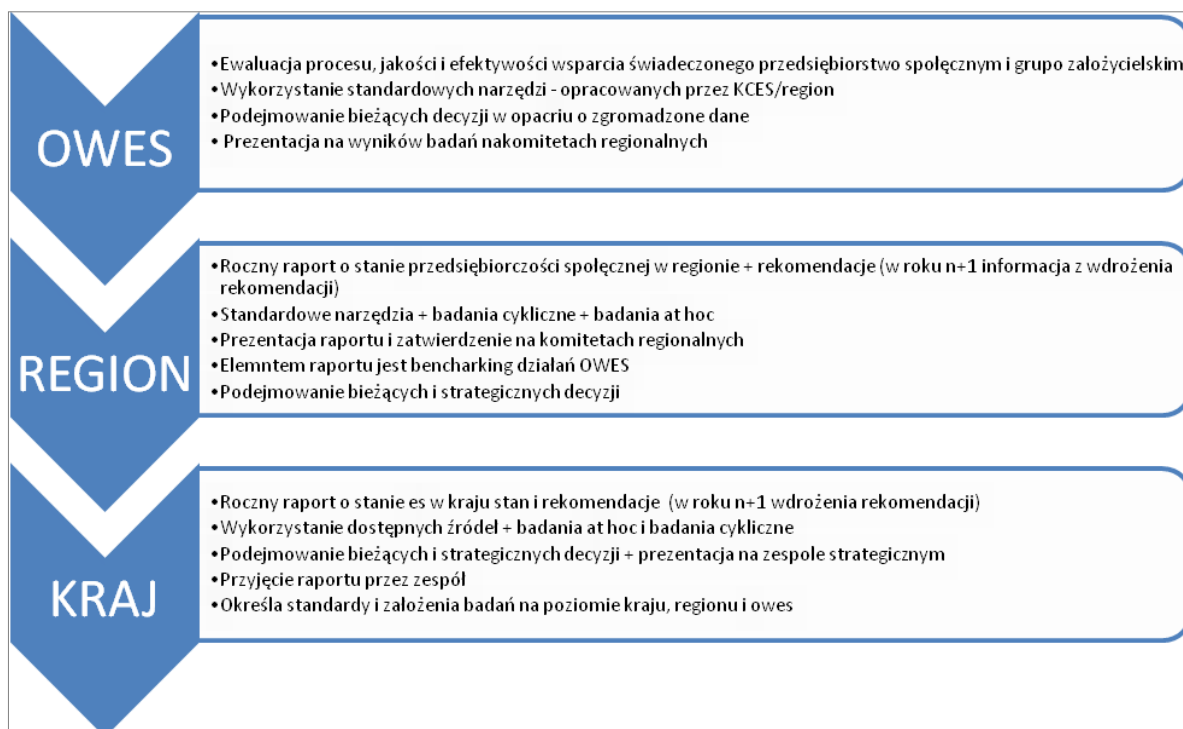 OWES
•Ewaluacja procesu, jakości i efektywości wsparcia świadeczonego przedsiębiorstwo społecznym i grupo założycielskim
•Wykorzystanie standardowych narzędzi - opracowanych przez KCES/region
•Podejmowanie bieżących decyzji w opacriu o zgromadzone dane
• Prezentacja na wyników badań nakomitetach regionalnych
REGION
•Roczny raport o stanie przedsiębiorczości społecznej w regionie + rekomendacje (w roku n+1 informacja z wdrożenia
rekomendacji)
•Standardowe narzędzia + badania cykliczne + badania at hoc
•Prezentacja raportu i zatwierdzenie na komitetach regionalnych
•Elemntem raportu jest bencharking działań OWES
•Podejmowanie bieżących i strategicznych decyzji
KRAJ
•Roczny raport o stanie es w kraju stan i rekomendacje (w roku n+1 wdrożenia rekomendacji)
•Wykorzystanie dostępnych źródeł + badania at hoc i badania cykliczne
•Podejmowanie bieżących i strategicznych decyzji + prezentacja na zespole strategicznym
•Przyjęcie raportu przez zespół
•Określa standardy i założenia badań na poziomie kraju, regionu i owes